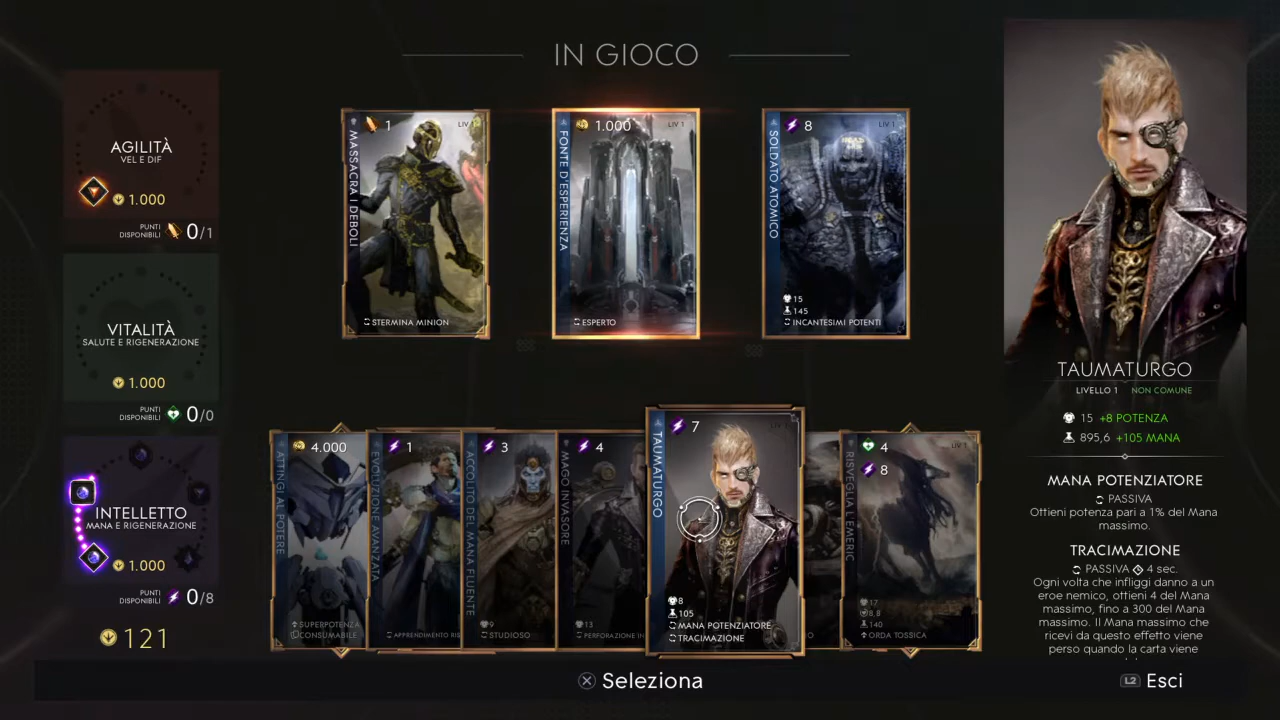 IN GIOCO
AGILITÀ
VEL E DIF
1.000
PUNTI
DISPONIBILI
0/1
VITALITÀ
SALUTE E RIGENERAZIONE
1.000
PUNTI
DISPONIBILI
0/0
INTELLETTO
MANA E RIGENERAZIONE
1.000
PUNTI
DISPONIBILI
0/8
121
1
LIV 1
MASSACRA I DEBOLI
STERMINA MINION
1.000
LIV 1
FONTE D'ESPERIENZA
ESPERTO
8
LIV 1
SOLDATO ATOMICO
15
145
INCANTESIMI POTENTI
4.000
ATTINGI AL POTERE
SUPERPOTENZA
CONSUMABILE
1
EVOLUZIONE AVANZATA
APPRENDIMENTO RIS
3
ACCOLTO DEL MANA FLUENTE
9
STUDIOSO
4
MAGO INVASORE
13
PERFORAZIONE IN
7
LIV 1
TAUMATURGO
8
105
MANA POTENZIATORE
TRACIMAZIONE
4
LIV 1
8
RISVEGLIA L'EMERIC
17
8,8
140
ORDA TOSSICA
TAUMATURGO
LIVELLO 1 NON COMUNE
15 +8 POTENZA
895,6 +105 MANA
MANA POTENZIATORE
PASSIVA
Ottieni potenza pari a 1% del Mana
massimo.
TRACIMAZIONE
PASSIVA 4 sec.
Ogni volta che infliggi danno a un
eroe nemico, ottieni 4 del Mana
massimo, fino a 300 del Mana
massimo. Il Mana massimo che
ricevi da questo effetto viene
perso quando la carta viene
Seleziona
L2 Esci